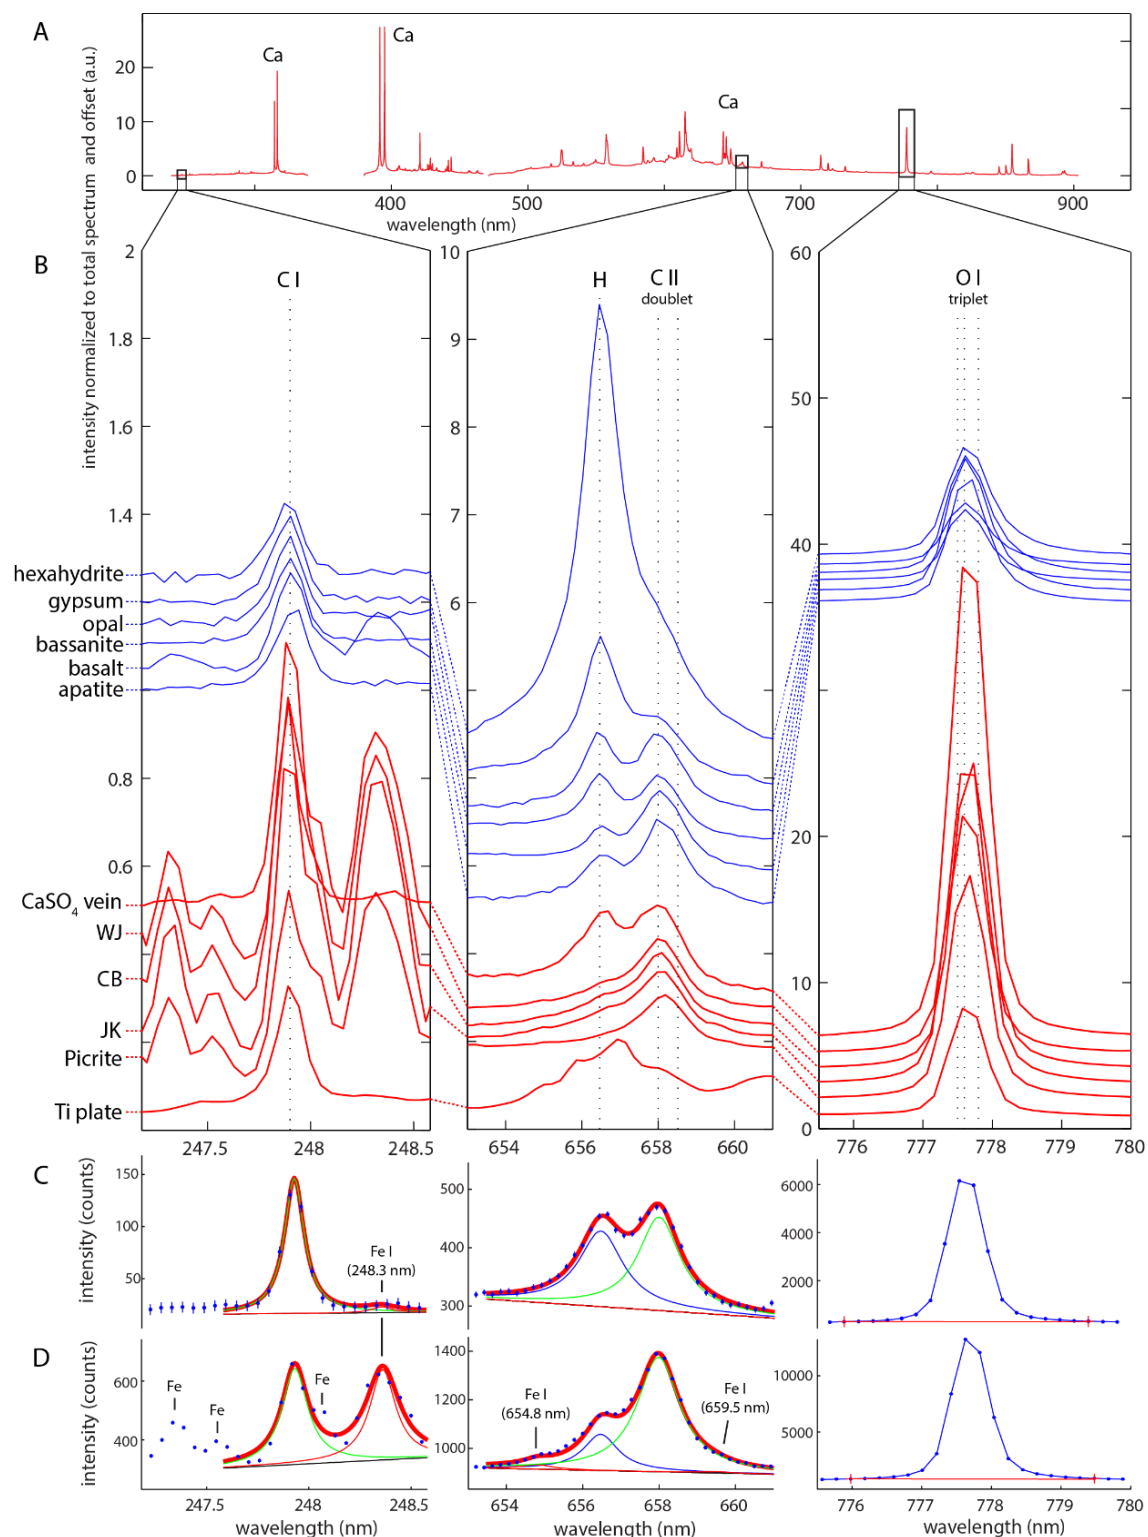 A
intensity normalized to total spectrum and offset (a.u.)
20
10
0
Ca
Ca
Ca
400
500
700
900
wavelength (nm)
B
2
1.8
1.6
1.4
0.8
0.6
C I
hexahydrite
gypsum
opal
bassanite
basalt
apatite
CaSO4 vein
WJ
CB
JK
Picrite
Ti plate
247.5
248
248.5
10
9
8
7
6
H
C II
doublet
654
656
658
660
60
50
40
20
10
0
O I
triplet
776
777
778
779
780
C
intensity (counts)
150
100
50
Fe I
(248.3 nm)
500
400
300
6000
4000
2000
D
intensity (counts)
600
400
Fe
Fe
Fe
247.5
248
248.5
wavelength (nm)
1400
1200
1000
Fe I
(654.8 nm)
Fe I
(659.5 nm)
654
656
658
660
wavelength (nm)
10000
5000
776
777
778
779
780
wavelength (nm)